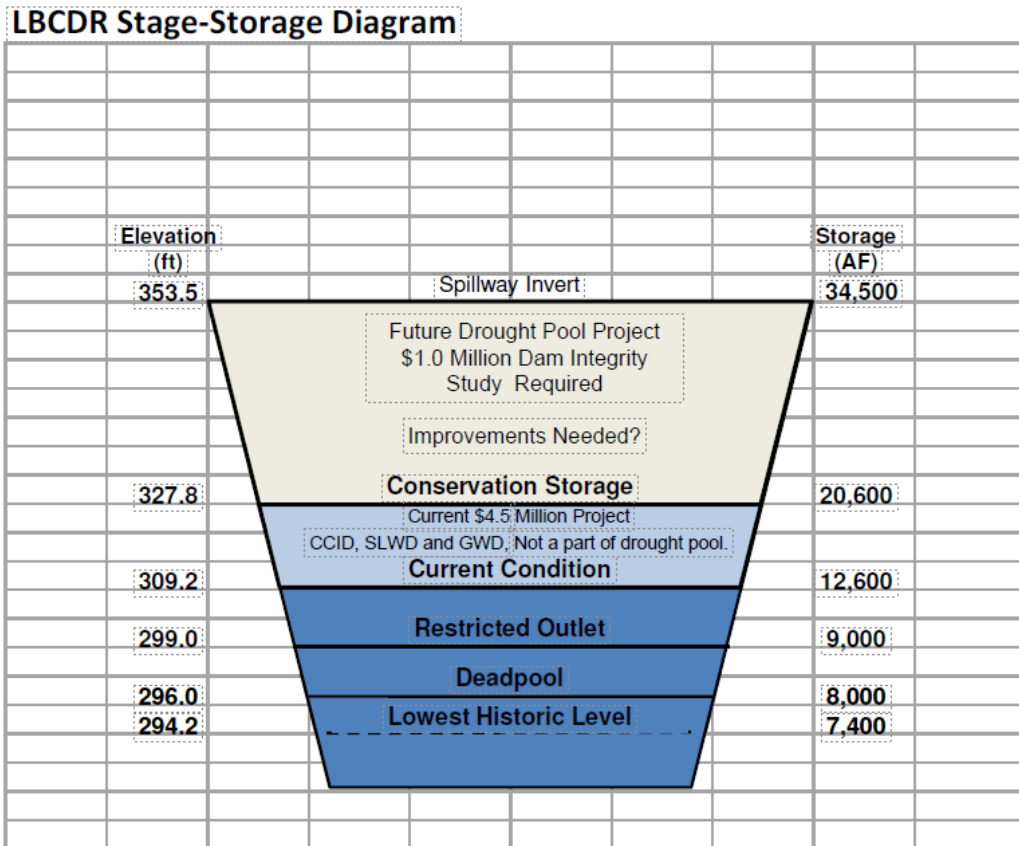 LBCDR Stage-Storage Diagram
Elevation
(ft)
Storage
(AF)
353.5
Spillway Invert
34,500
Future Drought Pool Project
$1.0 Million Dam Integrity
Study Required
Improvements Needed?
327.8
Conservation Storage
20,600
Current $4.5 Million Project
CCID, SLWD and GWD, Not a part of drought pool.
309.2
Current Condition
12,600
299.0
Restricted Outlet
9,000
296.0
Deadpool
8,000
294.2
Lowest Historic Level
7,400